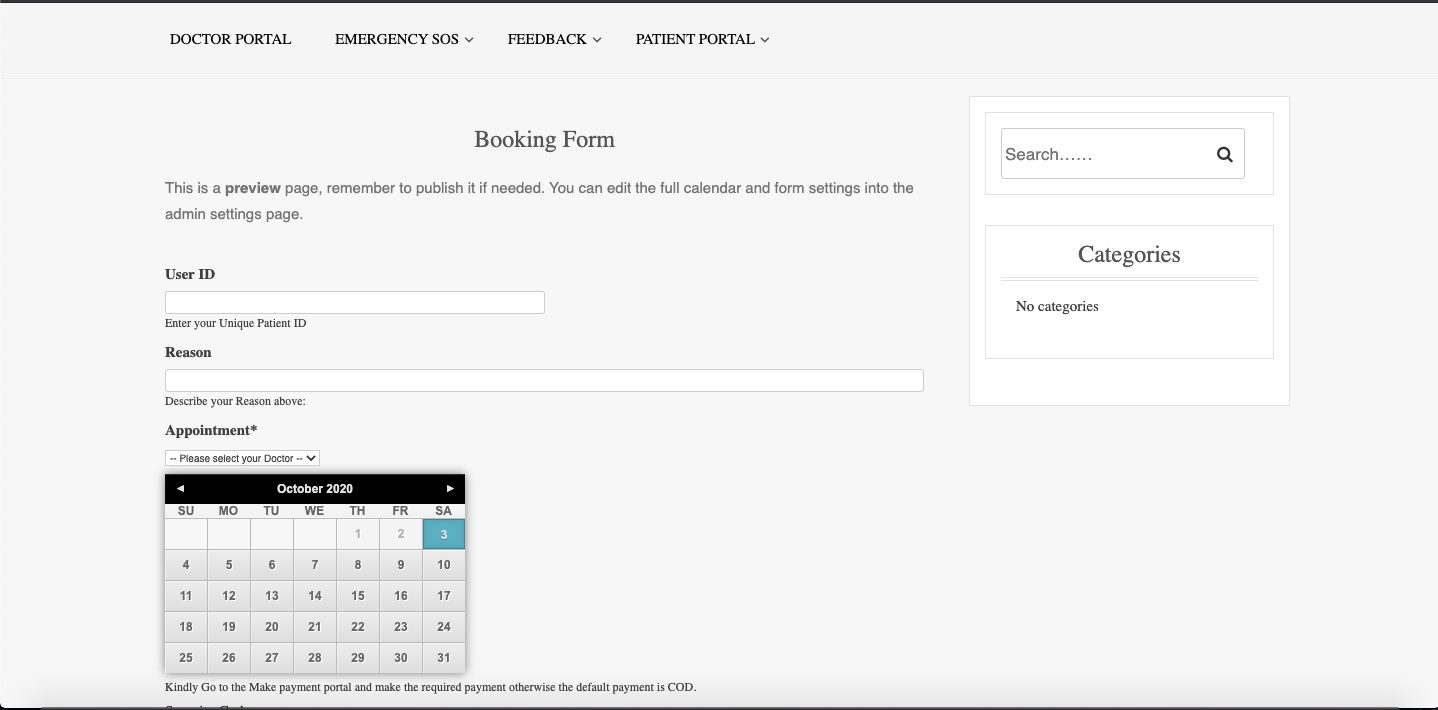 DOCTOR PORTAL EMERGENCY SOS FEEDBACK PATIENT PORTAL
Booking Form
This is a preview page, remember to publish it if needed. You can edit the full calendar and form settings into the
admin settings page.
User ID
Enter your Unique Patient ID
Reason
Describe your Reason above:
Appointment*
-- Please select your Doctor --
◄ October 2020 ►
SU MO TU WE TH FR SA
1 2 3
4 5 6 7 8 9 10
11 12 13 14 15 16 17
18 19 20 21 22 23 24
25 26 27 28 29 30 31
Kindly Go to the Make payment portal and make the required payment otherwise the default payment is COD.
Search……
Categories
No categories